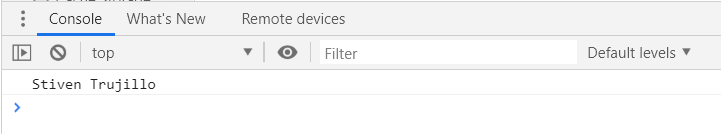 Console What's New Remote devices
top Filter Default levels
Stiven Trujillo